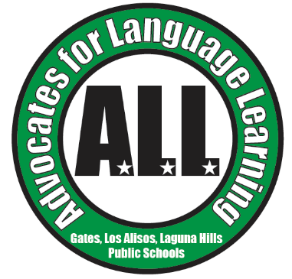 Advocates for Language Learning
A.L.L.
Gates, Los Alisos, Laguna Hills
Public Schools